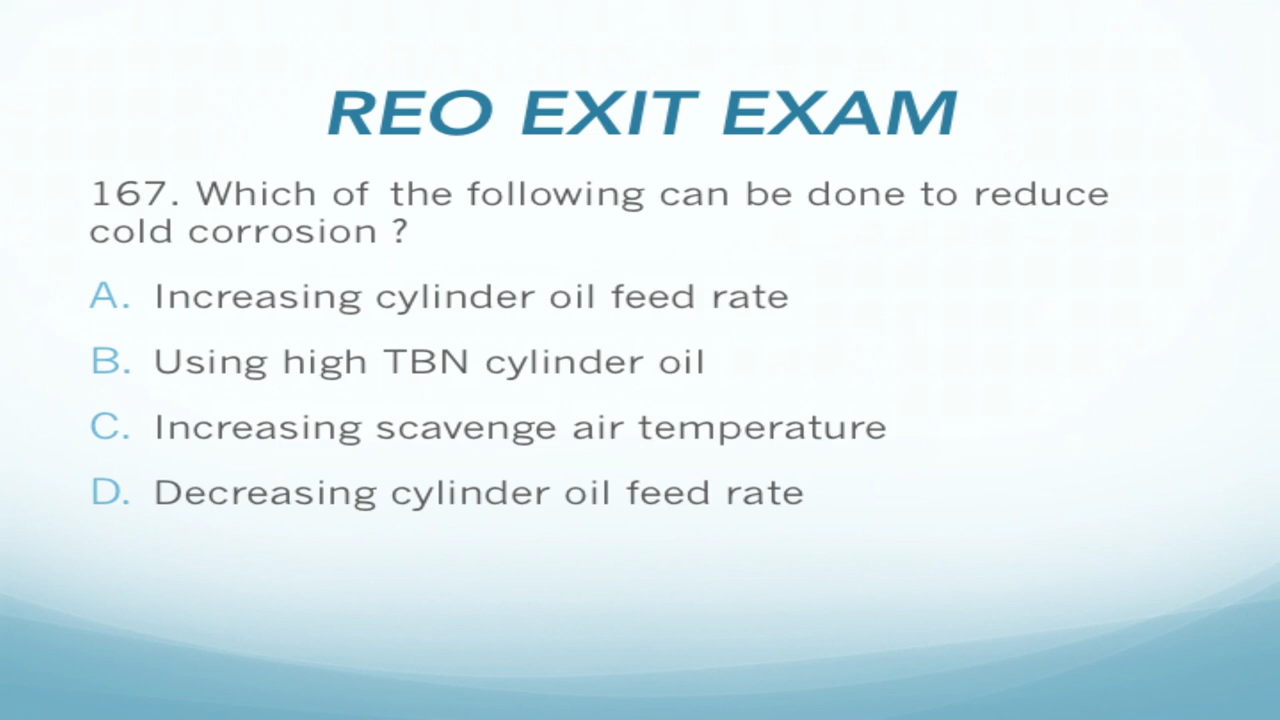 REO EXIT EXAM
167. Which of the following can be done to reduce
cold corrosion ?
A. Increasing cylinder oil feed rate
B. Using high TBN cylinder oil
C. Increasing scavenge air temperature
D. Decreasing cylinder oil feed rate